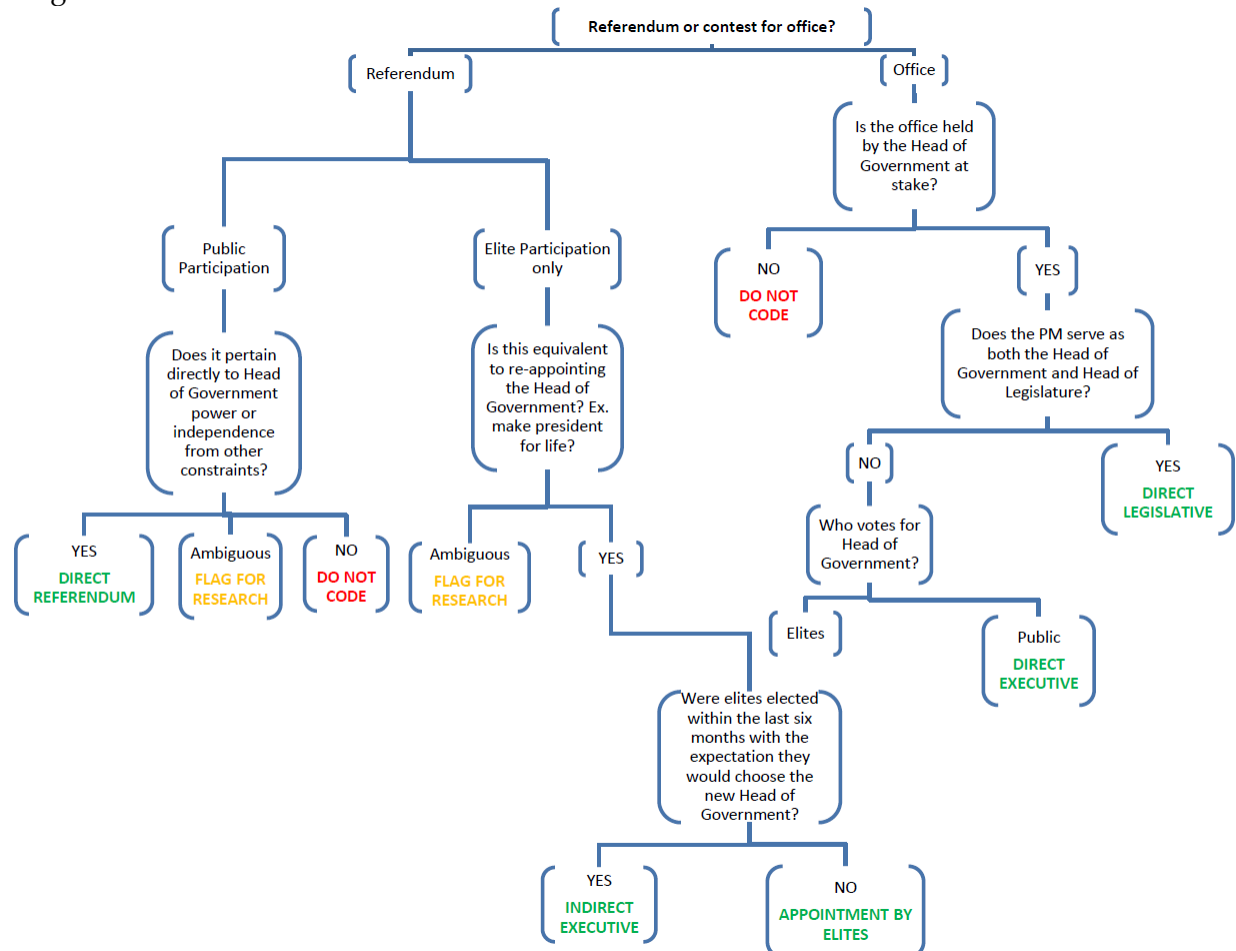 Referendum or contest for office?
Referendum
Office
Is the office held
by the Head of
Government at
stake?
Public
Participation
Elite Participation
only
NO
DO NOT
CODE
YES
Does it pertain
directly to Head
of Government
power or
independence
from other
constraints?
Is this equivalent
to re-appointing
the Head of
Government? Ex.
make president
for life?
Does the PM serve as
both the Head of
Government and Head of
Legislature?
NO
YES
DIRECT
LEGISLATIVE
YES
DIRECT
REFERENDUM
Ambiguous
FLAG FOR
RESEARCH
NO
DO NOT
CODE
Ambiguous
FLAG FOR
RESEARCH
YES
Who votes for
Head of
Government?
Elites
Public
DIRECT
EXECUTIVE
Were elites elected
within the last six
months with the
expectation they
would choose the
new Head of
Government?
YES
INDIRECT
EXECUTIVE
NO
APPOINTMENT BY
ELITES